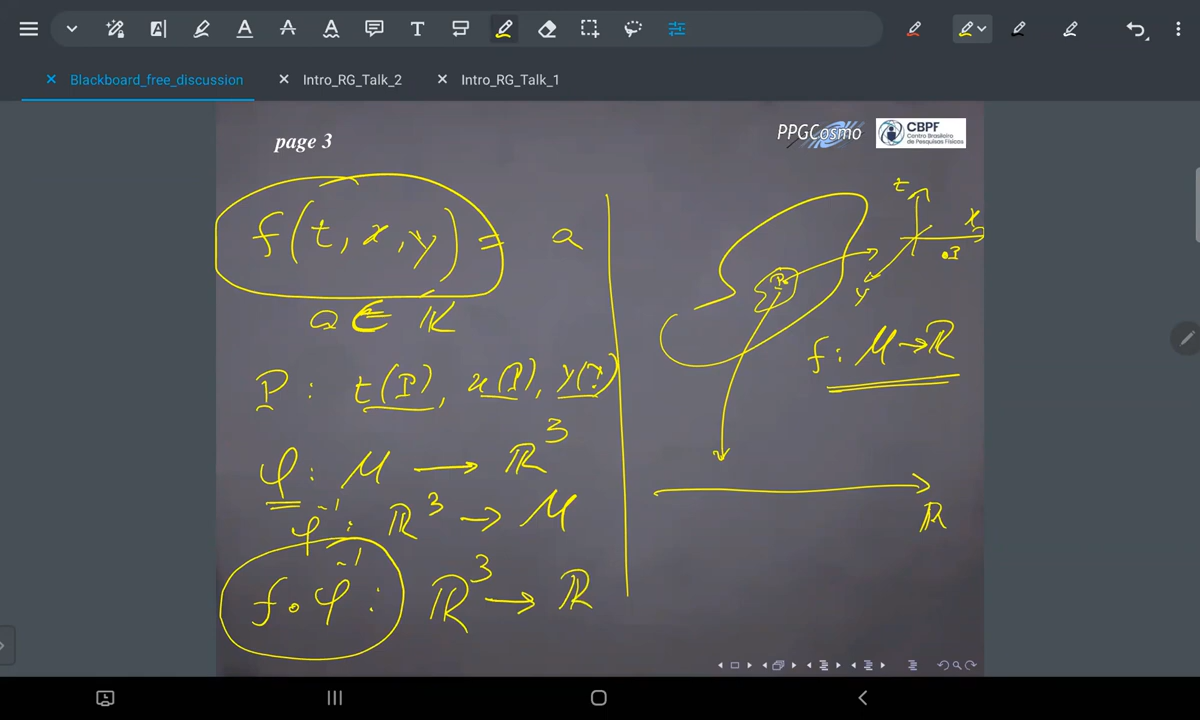 Blackboard_free_discussion Intro_RG_Talk_2 Intro_RG_Talk_1
page 3
PPGCosmo
CBPF
Centro Brasileiro
de Pesquisas Físicas
f(t, x, y) = a
a ∈ ℝ
P : t(P), x(P), y(P)
φ : M → ℝ³
φ⁻¹ : ℝ³ → M
f ∘ φ⁻¹ : ℝ³ → ℝ
t
x
P
P
y
f : M → ℝ
ℝ